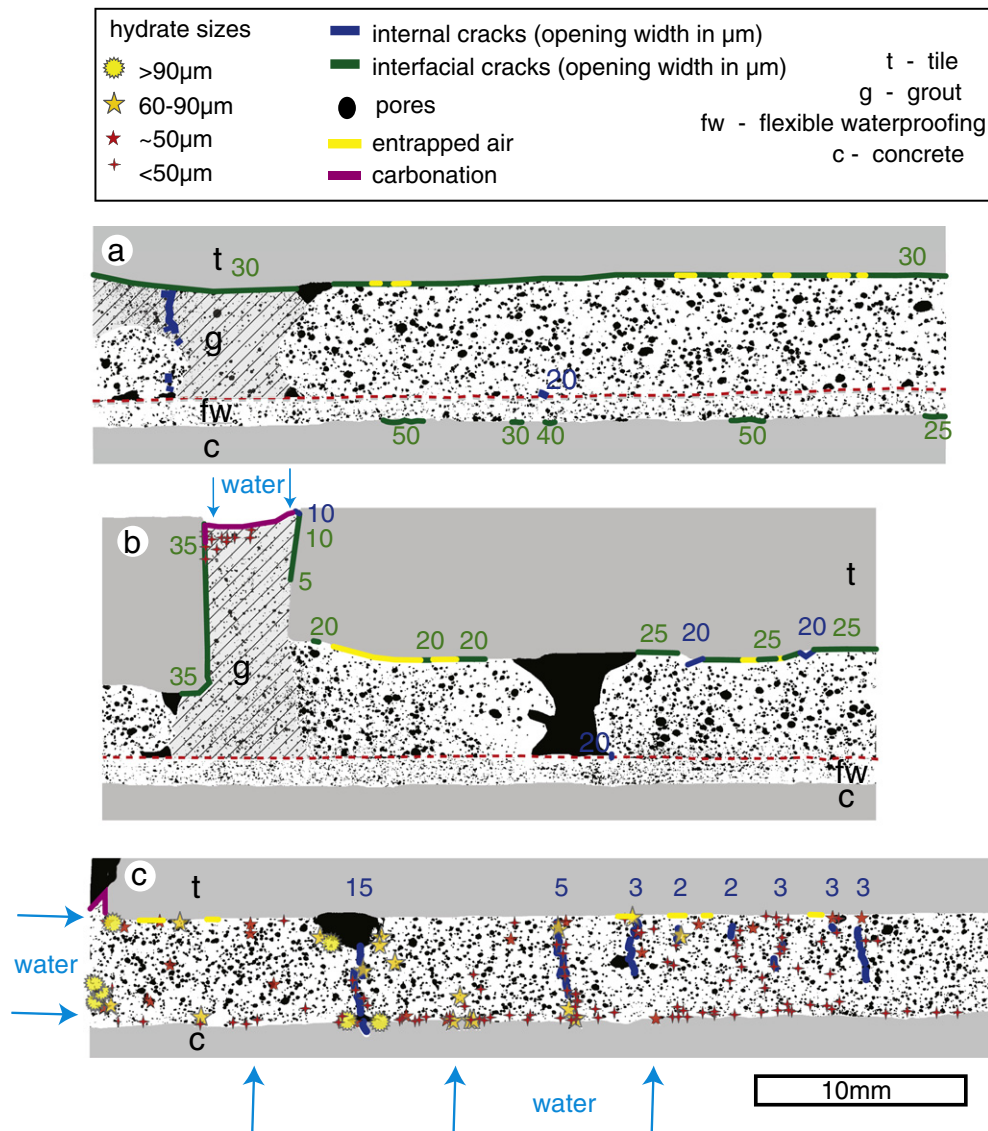 hydrate sizes
>90µm
60-90µm
~50µm
<50µm
internal cracks (opening width in µm)
interfacial cracks (opening width in µm)
pores
entrapped air
carbonation
t - tile
g - grout
fw - flexible waterproofing
c - concrete
a
t
30
30
g
20
fw
c
50
30
40
50
25
water
b
35
10
10
5
t
20
20
20
25
20
25
20
25
35
g
20
fw
c
c
t
15
5
3
2
2
3
3
3
water
c
water
10mm